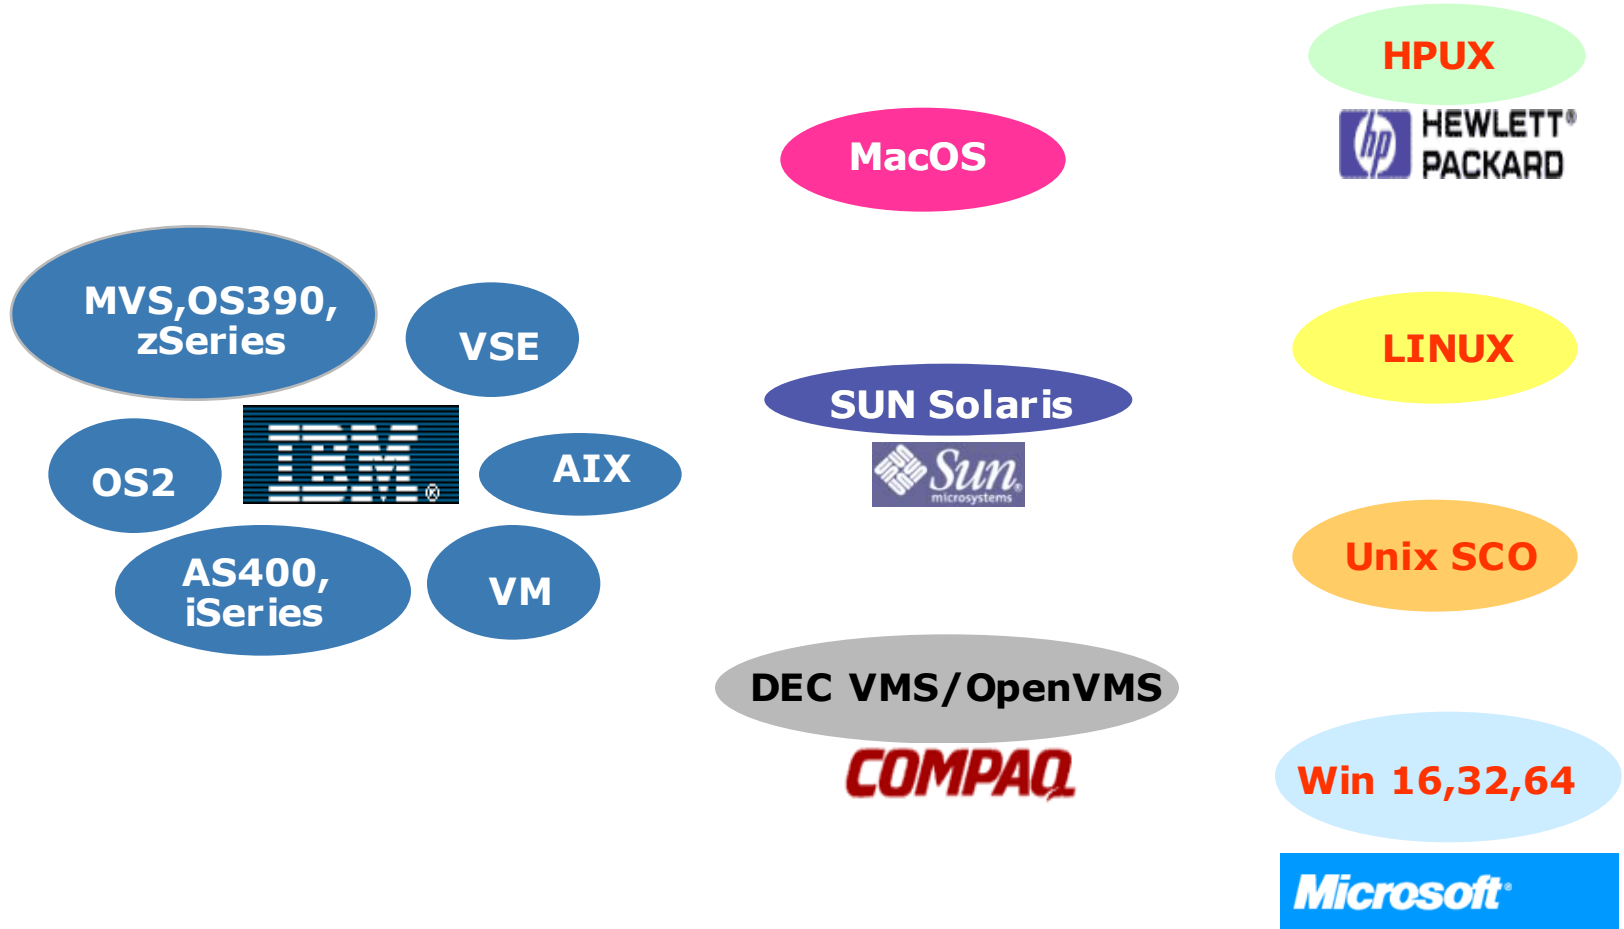 HPUX
HEWLETT®
PACKARD
hp
MacOS
MVS,OS390,
zSeries
VSE
LINUX
SUN Solaris
Sun
microsystems
IBM®
OS2
AIX
AS400,
iSeries
VM
Unix SCO
DEC VMS/OpenVMS
COMPAQ
Win 16,32,64
Microsoft